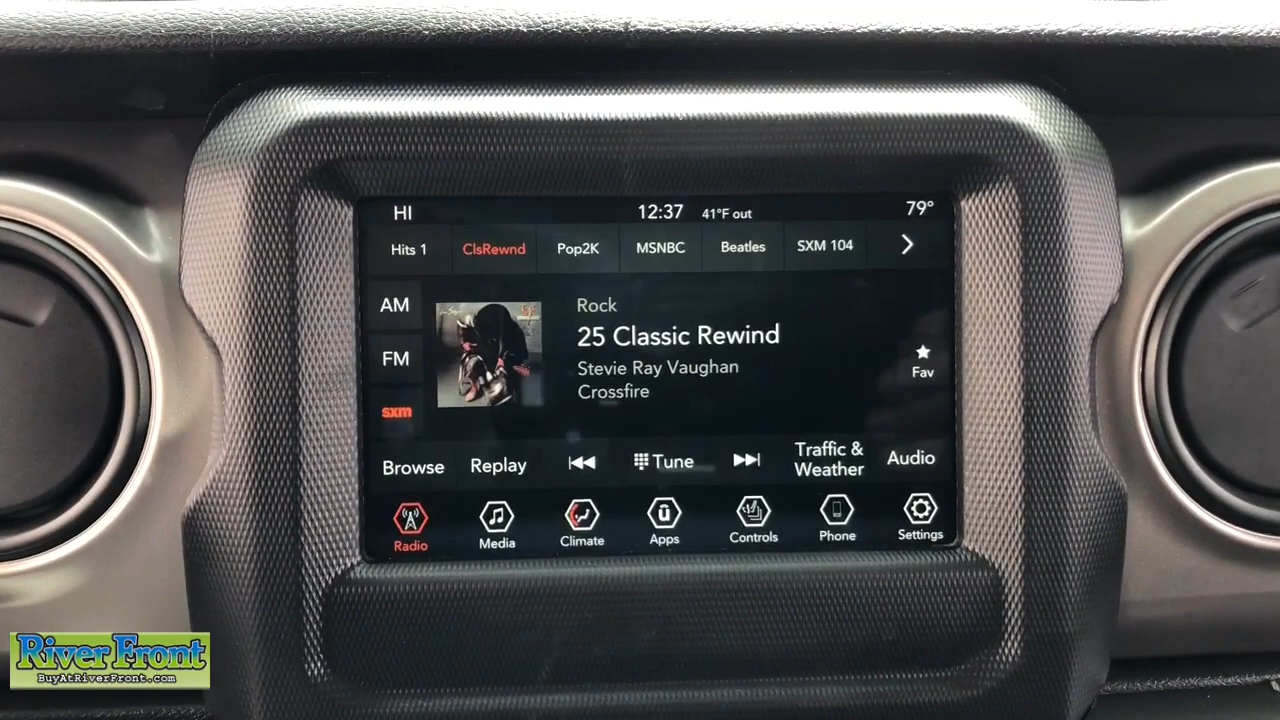 HI 12:37 41°F out 79°
Hits 1 ClsRewnd Pop2K MSNBC Beatles SXM 104
AM
FM
sxm
Rock
25 Classic Rewind
Stevie Ray Vaughan
Crossfire
Fav
Browse Replay Tune Traffic & Weather Audio
Radio Media Climate Apps Controls Phone Settings
River Front
BuyAtRiverFront.com